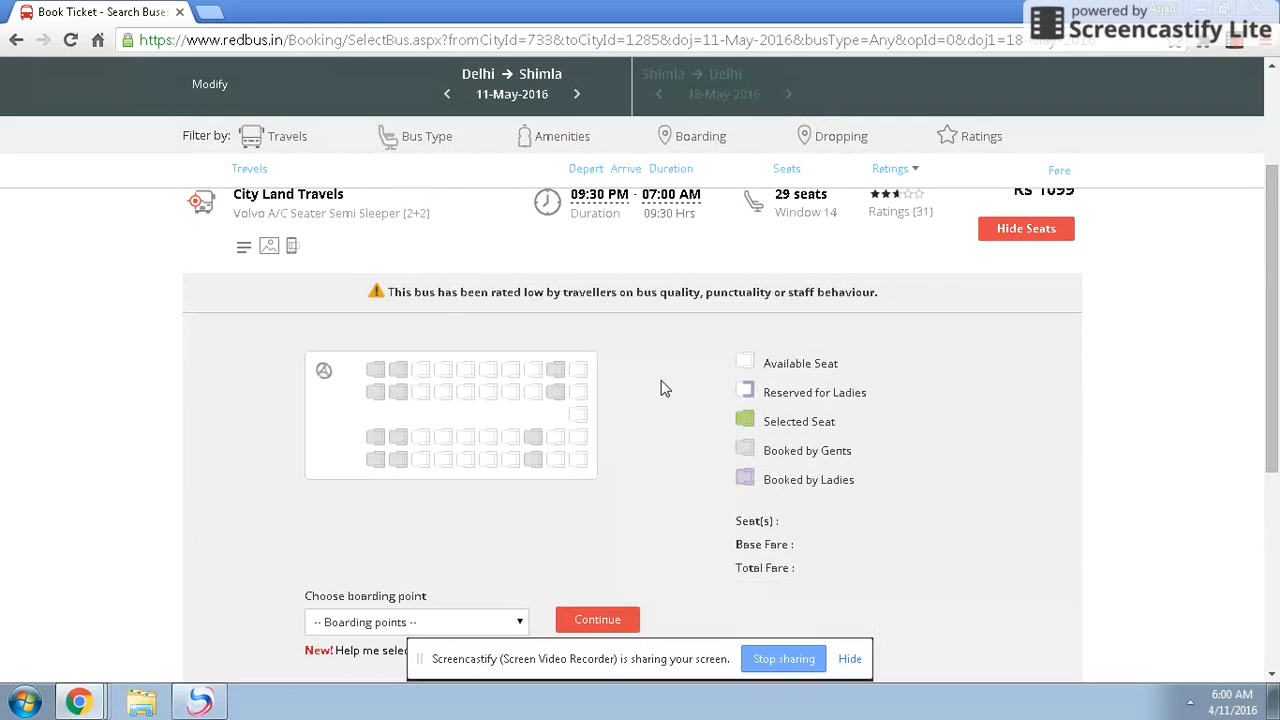 Book Ticket - Search Buse
Asjad
powered by
Screencastify Lite
https://www.redbus.in/Book
oCityId=1285&doj=11-May-2016&busType=Any&opId=0&doj1=18-May-2016
Modify
Delhi → Shimla
11-May-2016
Shimla → Delhi
18-May-2016
Filter by: Travels Bus Type Amenities Boarding Dropping Ratings
Travels Depart Arrive Duration Seats Ratings Fare
City Land Travels 09:30 PM - 07:00 AM 29 seats Rs 1099
Volvo A/C Seater Semi Sleeper [2+2] Duration 09:30 Hrs Window 14 Ratings [31]
Hide Seats
This bus has been rated low by travellers on bus quality, punctuality or staff behaviour.
Available Seat
Reserved for Ladies
Selected Seat
Booked by Gents
Booked by Ladies
Seat(s) :
Base Fare :
Total Fare :
Choose boarding point
-- Boarding points --
Continue
New! Help me selec
Screencastify (Screen Video Recorder) is sharing your screen. Stop sharing Hide
6:00 AM
4/11/2016